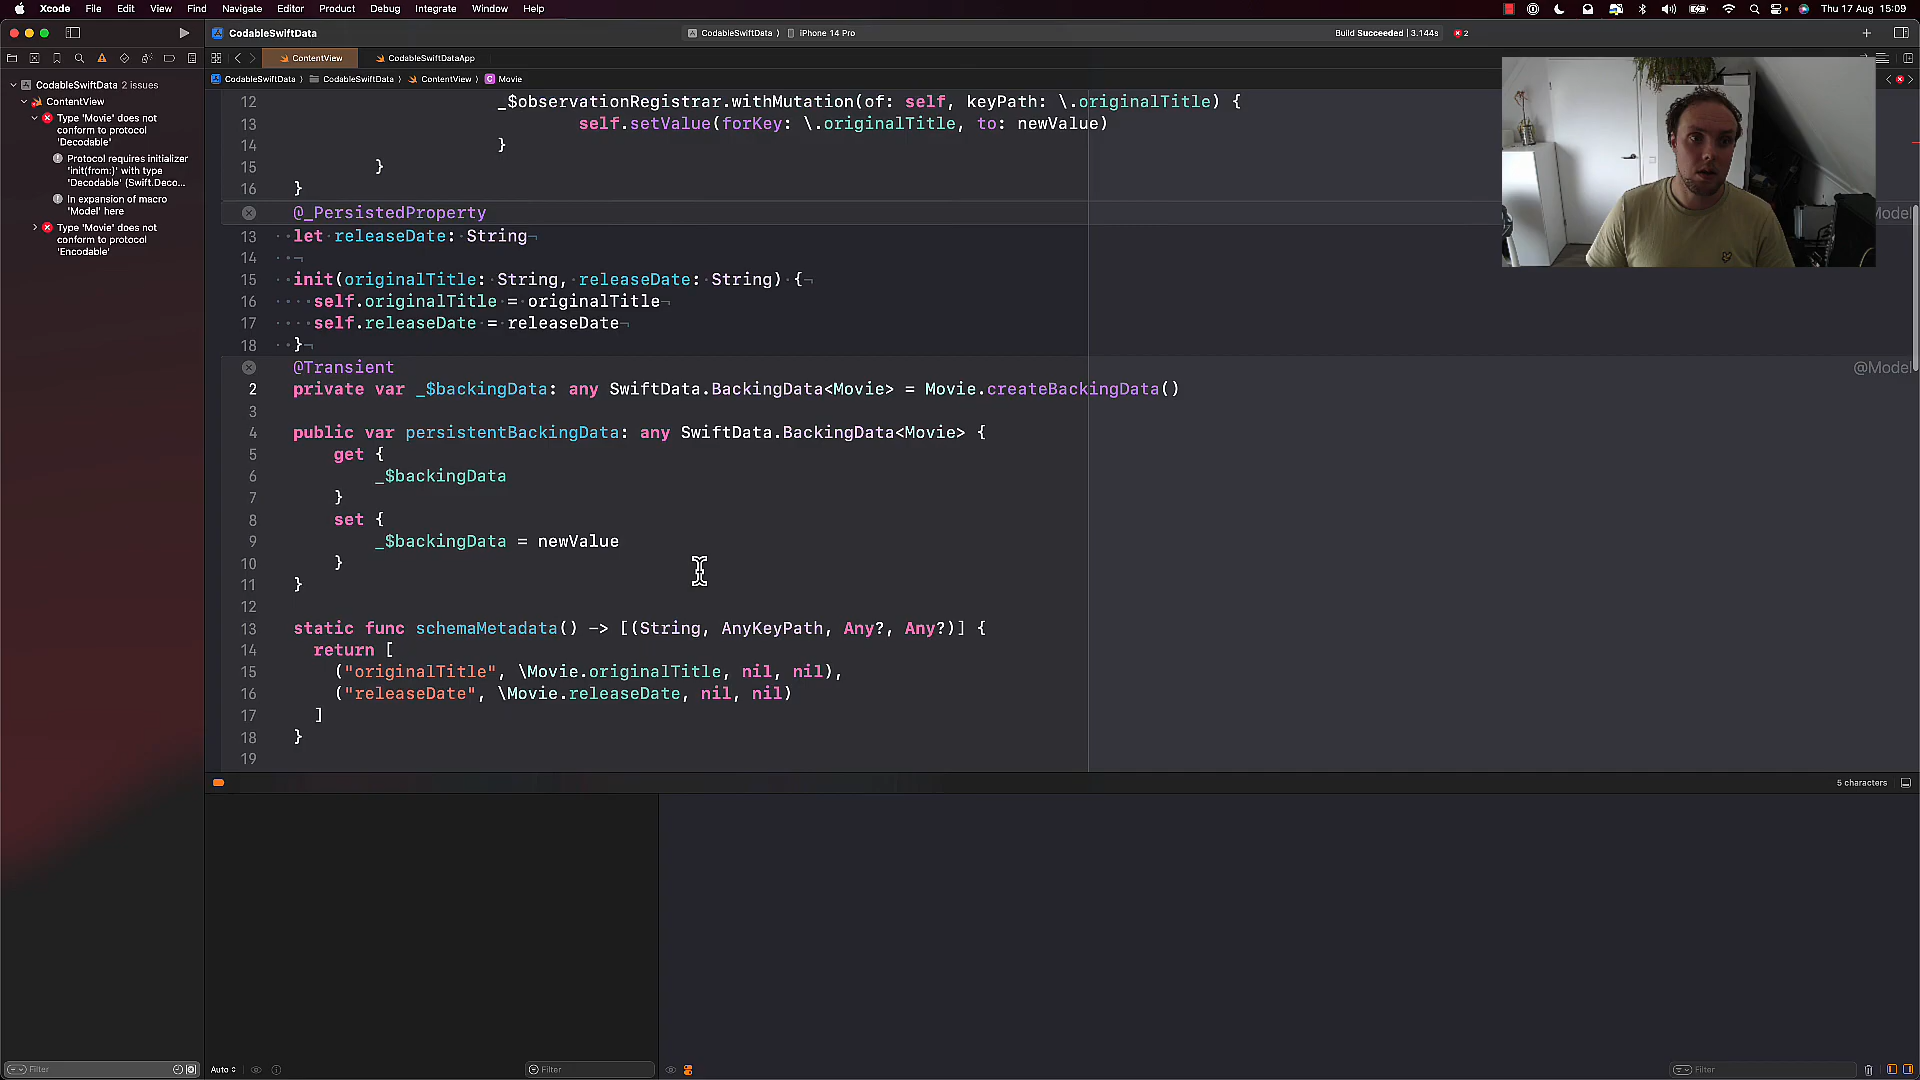 Xcode File Edit View Find Navigate Editor Product Debug Editor Integrate Window Help
Thu 17 Aug 15:09
CodableSwiftData
CodableSwiftData › iPhone 14 Pro
Build Succeeded | 3.144s
2
ContentView
CodableSwiftDataApp
CodableSwiftData › CodableSwiftData › ContentView › Movie
CodableSwiftData 2 issues
ContentView
Type 'Movie' does not
conform to protocol
'Decodable'
Protocol requires initializer
'init(from:)' with type
'Decodable' (Swift.Deco...
In expansion of macro
'Model' here
Type 'Movie' does not
conform to protocol
'Encodable'
12 _$observationRegistrar.withMutation(of: self, keyPath: \.originalTitle) {
13 self.setValue(forKey: \.originalTitle, to: newValue)
14 }
15 }
16 }
@_PersistedProperty
Model
13 let releaseDate: String
14
15 init(originalTitle: String, releaseDate: String) {
16 self.originalTitle = originalTitle
17 self.releaseDate = releaseDate
18 }
@Transient
@Model
2 private var _$backingData: any SwiftData.BackingData<Movie> = Movie.createBackingData()
3
4 public var persistentBackingData: any SwiftData.BackingData<Movie> {
5 get {
6 _$backingData
7 }
8 set {
9 _$backingData = newValue
10 }
11 }
12
13 static func schemaMetadata() -> [(String, AnyKeyPath, Any?, Any?)] {
14 return [
15 ("originalTitle", \Movie.originalTitle, nil, nil),
16 ("releaseDate", \Movie.releaseDate, nil, nil)
17 ]
18 }
19
5 characters
Filter
Auto
Filter
Filter